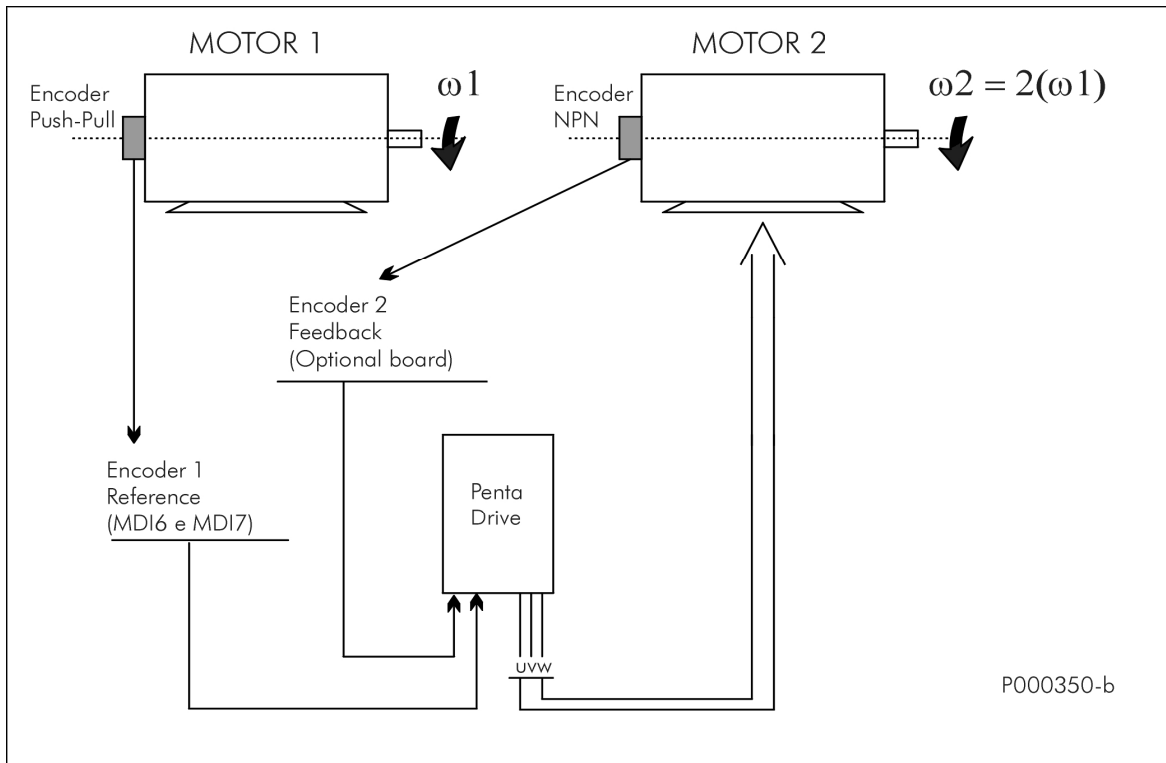 MOTOR 1
MOTOR 2
Encoder
Push-Pull
ω1
Encoder
NPN
ω2 = 2(ω1)
Encoder 2
Feedback
(Optional board)
Encoder 1
Reference
(MDI6 e MDI7)
Penta
Drive
UVW
P000350-b